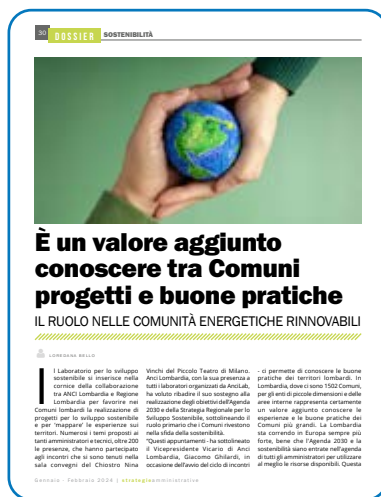 30 DOSSIER SOSTENIBILITÀ
È un valore aggiunto
conoscere tra Comuni
progetti e buone pratiche
IL RUOLO NELLE COMUNITÀ ENERGETICHE RINNOVABILI
LOREDANA BELLO
Il Laboratorio per lo sviluppo
sostenibile si inserisce nella
cornice della collaborazione
tra ANCI Lombardia e Regione
Lombardia per favorire nei
Comuni lombardi la realizzazione di
progetti per lo sviluppo sostenibile
e per 'mappare' le esperienze sui
territori. Numerosi i temi proposti ai
tanti amministratori e tecnici, oltre 200
le presenze, che hanno partecipato
agli incontri che si sono tenuti nella
sala convegni del Chiostro Nina
Vinchi del Piccolo Teatro di Milano.
Anci Lombardia, con la sua presenza a
tutti i laboratori organizzati da AnciLab,
ha voluto ribadire il suo sostegno alla
realizzazione degli obiettivi dell'Agenda
2030 e della Strategia Regionale per lo
Sviluppo Sostenibile, sottolineando il
ruolo primario che i Comuni rivestono
nella sfida della sostenibilità.
"Questi appuntamenti - ha sottolineato
il Vicepresidente Vicario di Anci
Lombardia, Giacomo Ghilardi, in
occasione dell'avvio del ciclo di incontri
- ci permette di conoscere le buone
pratiche dei territori lombardi. In
Lombardia, dove ci sono 1502 Comuni,
per gli enti di piccole dimensioni e delle
aree interne rappresenta certamente
un valore aggiunto conoscere le
esperienze e le buone pratiche dei
Comuni più grandi. La Lombardia
sta correndo in Europa sempre più
forte, bene che l'Agenda 2030 e la
sostenibilità siano entrate nell'agenda
di tutti gli amministratori per utilizzare
al meglio le risorse disponibili. Questa
Gennaio - Febbraio 2024 | strategieamministrative